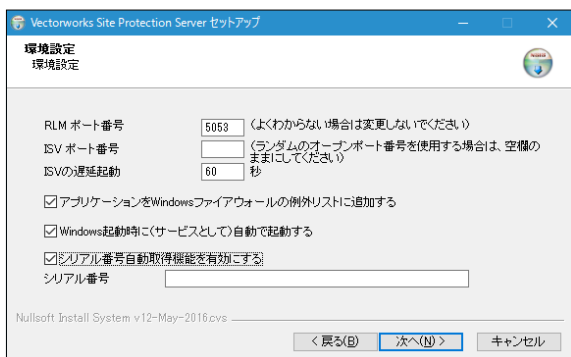 Vectorworks Site Protection Server セットアップ
環境設定
環境設定
RLM ポート番号 5053 (よくわからない場合は変更しないでください)
ISV ポート番号 (ランダムのオープンポート番号を使用する場合は、空欄の
ままにしてください)
ISVの遅延起動 60 秒
アプリケーションをWindowsファイアウォールの例外リストに追加する
Windows起動時に(サービスとして)自動で起動する
シリアル番号自動取得機能を有効にする
シリアル番号
Nullsoft Install System v12-May-2016.cvs
< 戻る(B) 次へ(N) > キャンセル